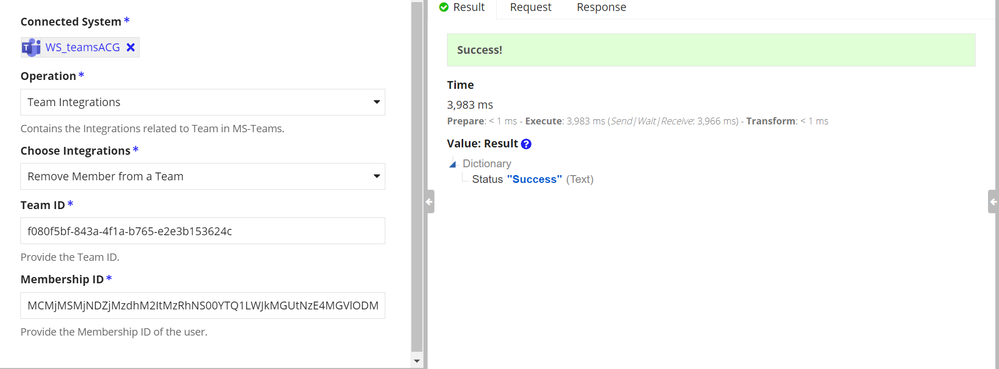 Connected System *
WS_teamsACG
Operation *
Team Integrations
Contains the Integrations related to Team in MS-Teams.
Choose Integrations *
Remove Member from a Team
Team ID *
f080f5bf-843a-4f1a-b765-e2e3b153624c
Provide the Team ID.
Membership ID *
MCMjMSMjNDZjMzdhM2ItMzRhNS00YTQ1LWJkMGUtNzE4MGVlODM
Provide the Membership ID of the user.
Result Request Response
Success!
Time
3,983 ms
Prepare: < 1 ms - Execute: 3,983 ms (Send|Wait|Receive: 3,966 ms) - Transform: < 1 ms
Value: Result ?
Dictionary
Status "Success" (Text)